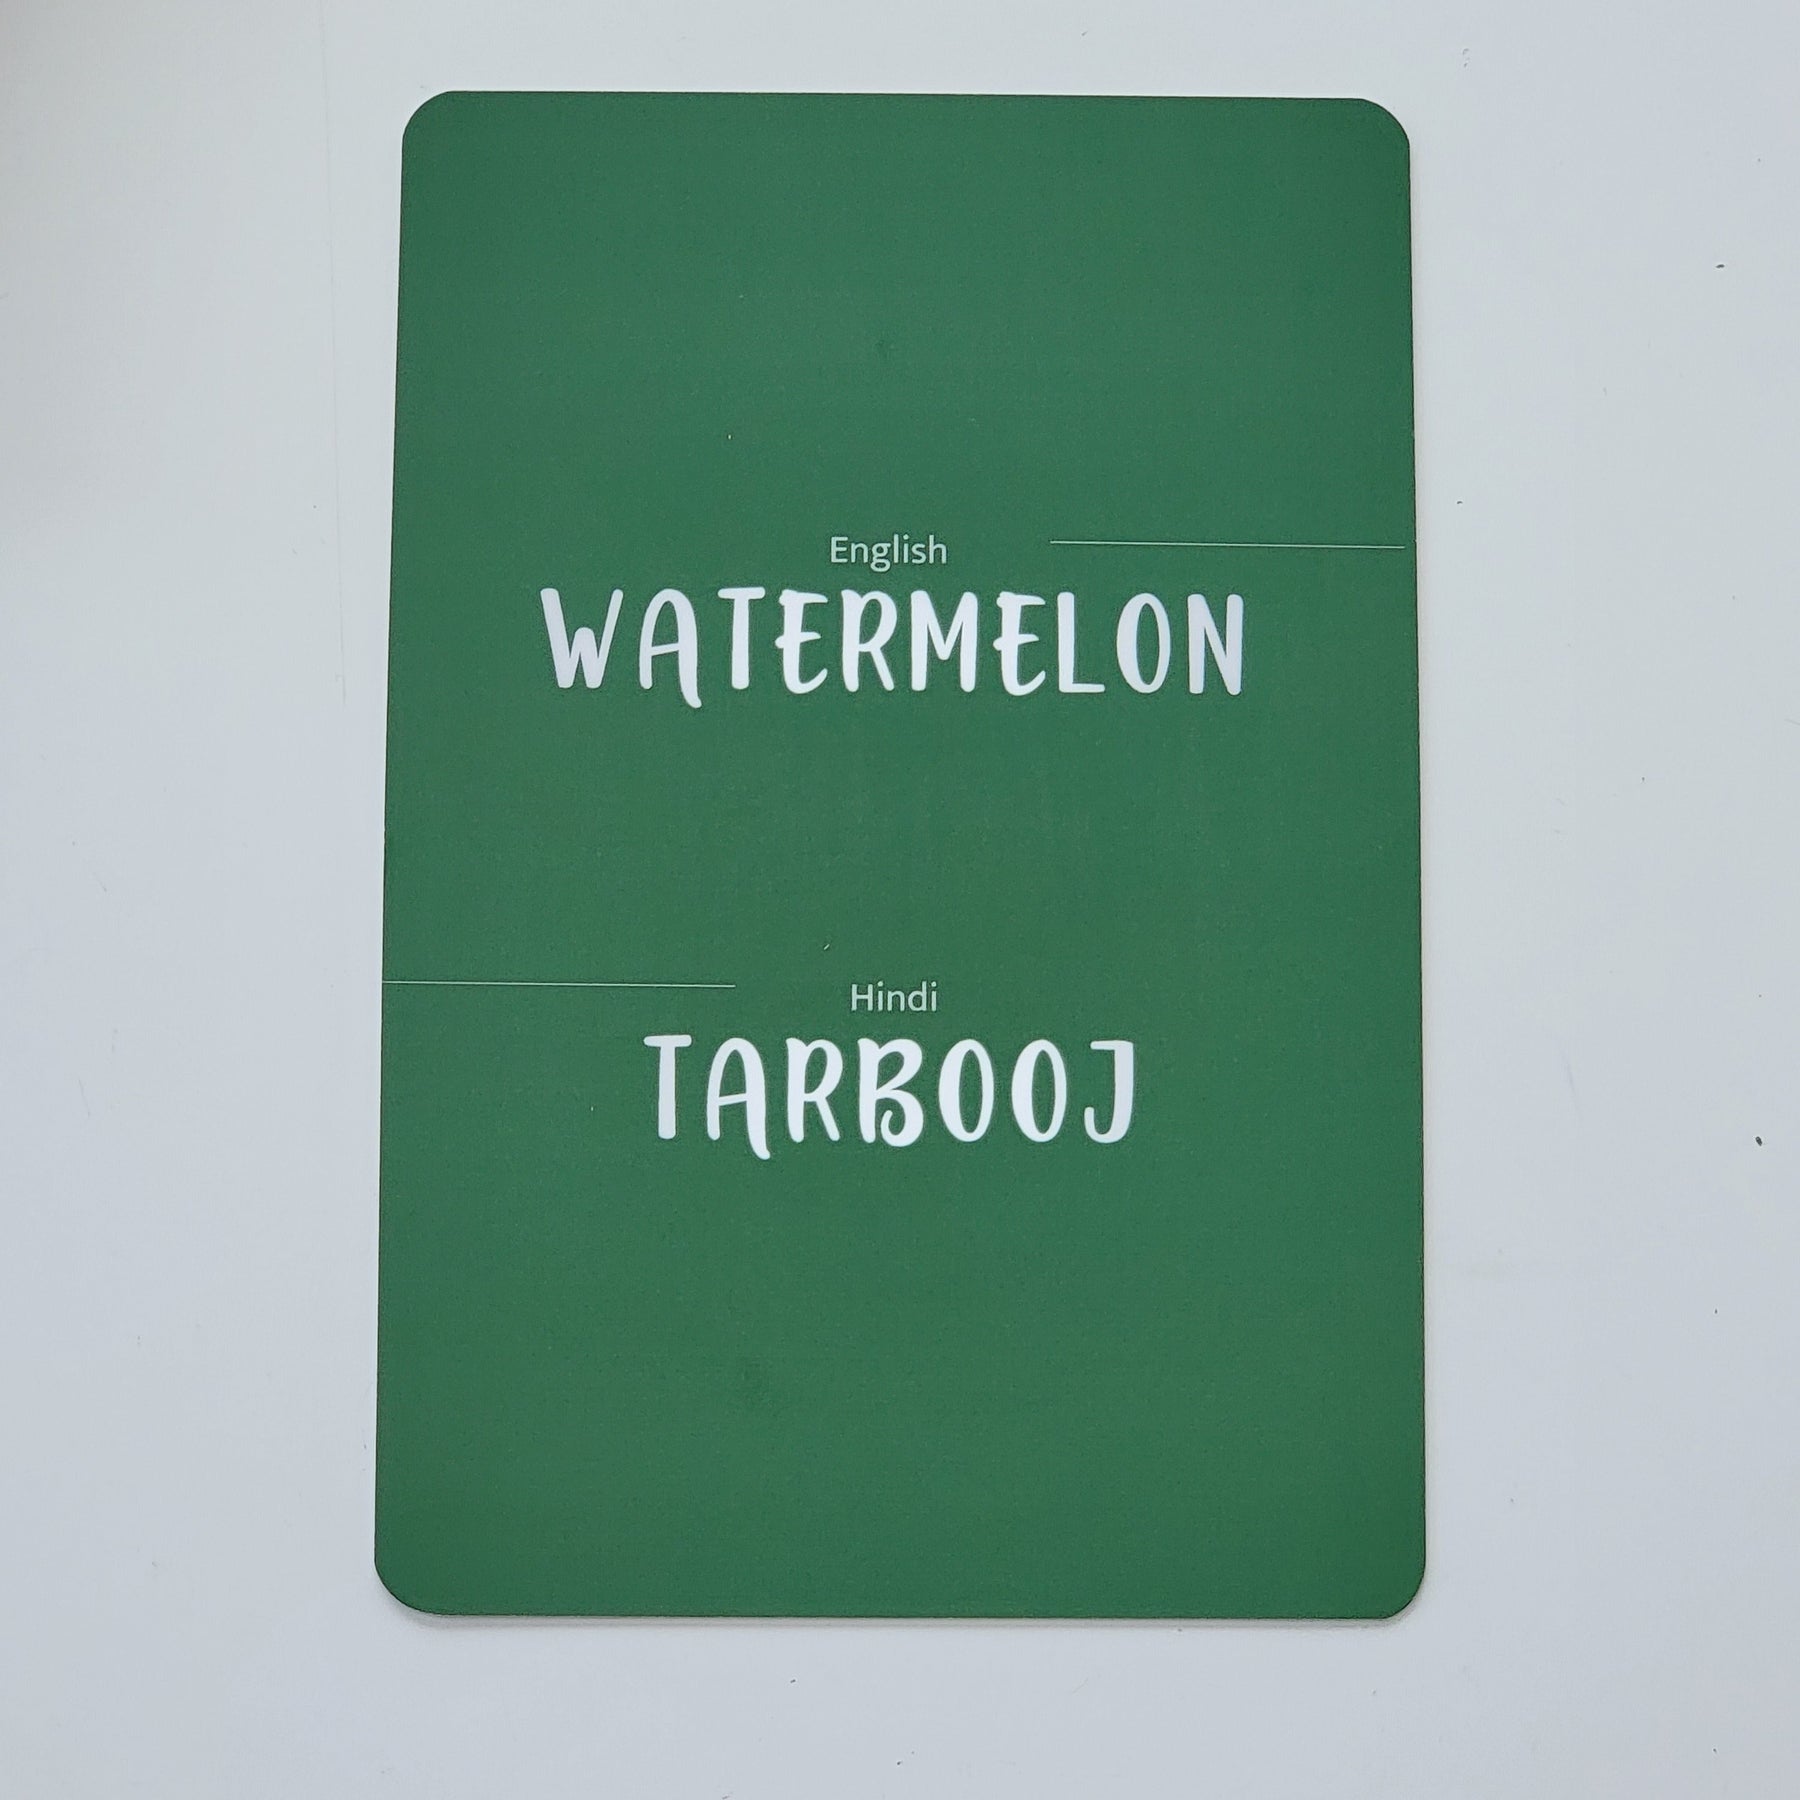 English
WATERMELON
Hindi
TARBOOJ